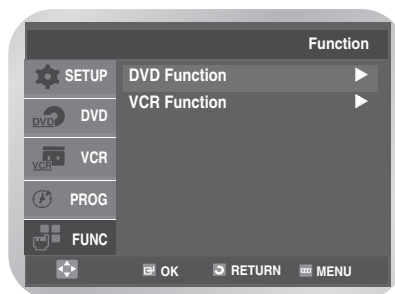 Function
SETUP
DVD Function ►
VCR Function ►
DVD DVD
VCR VCR
PROG
FUNC
OK RETURN MENU